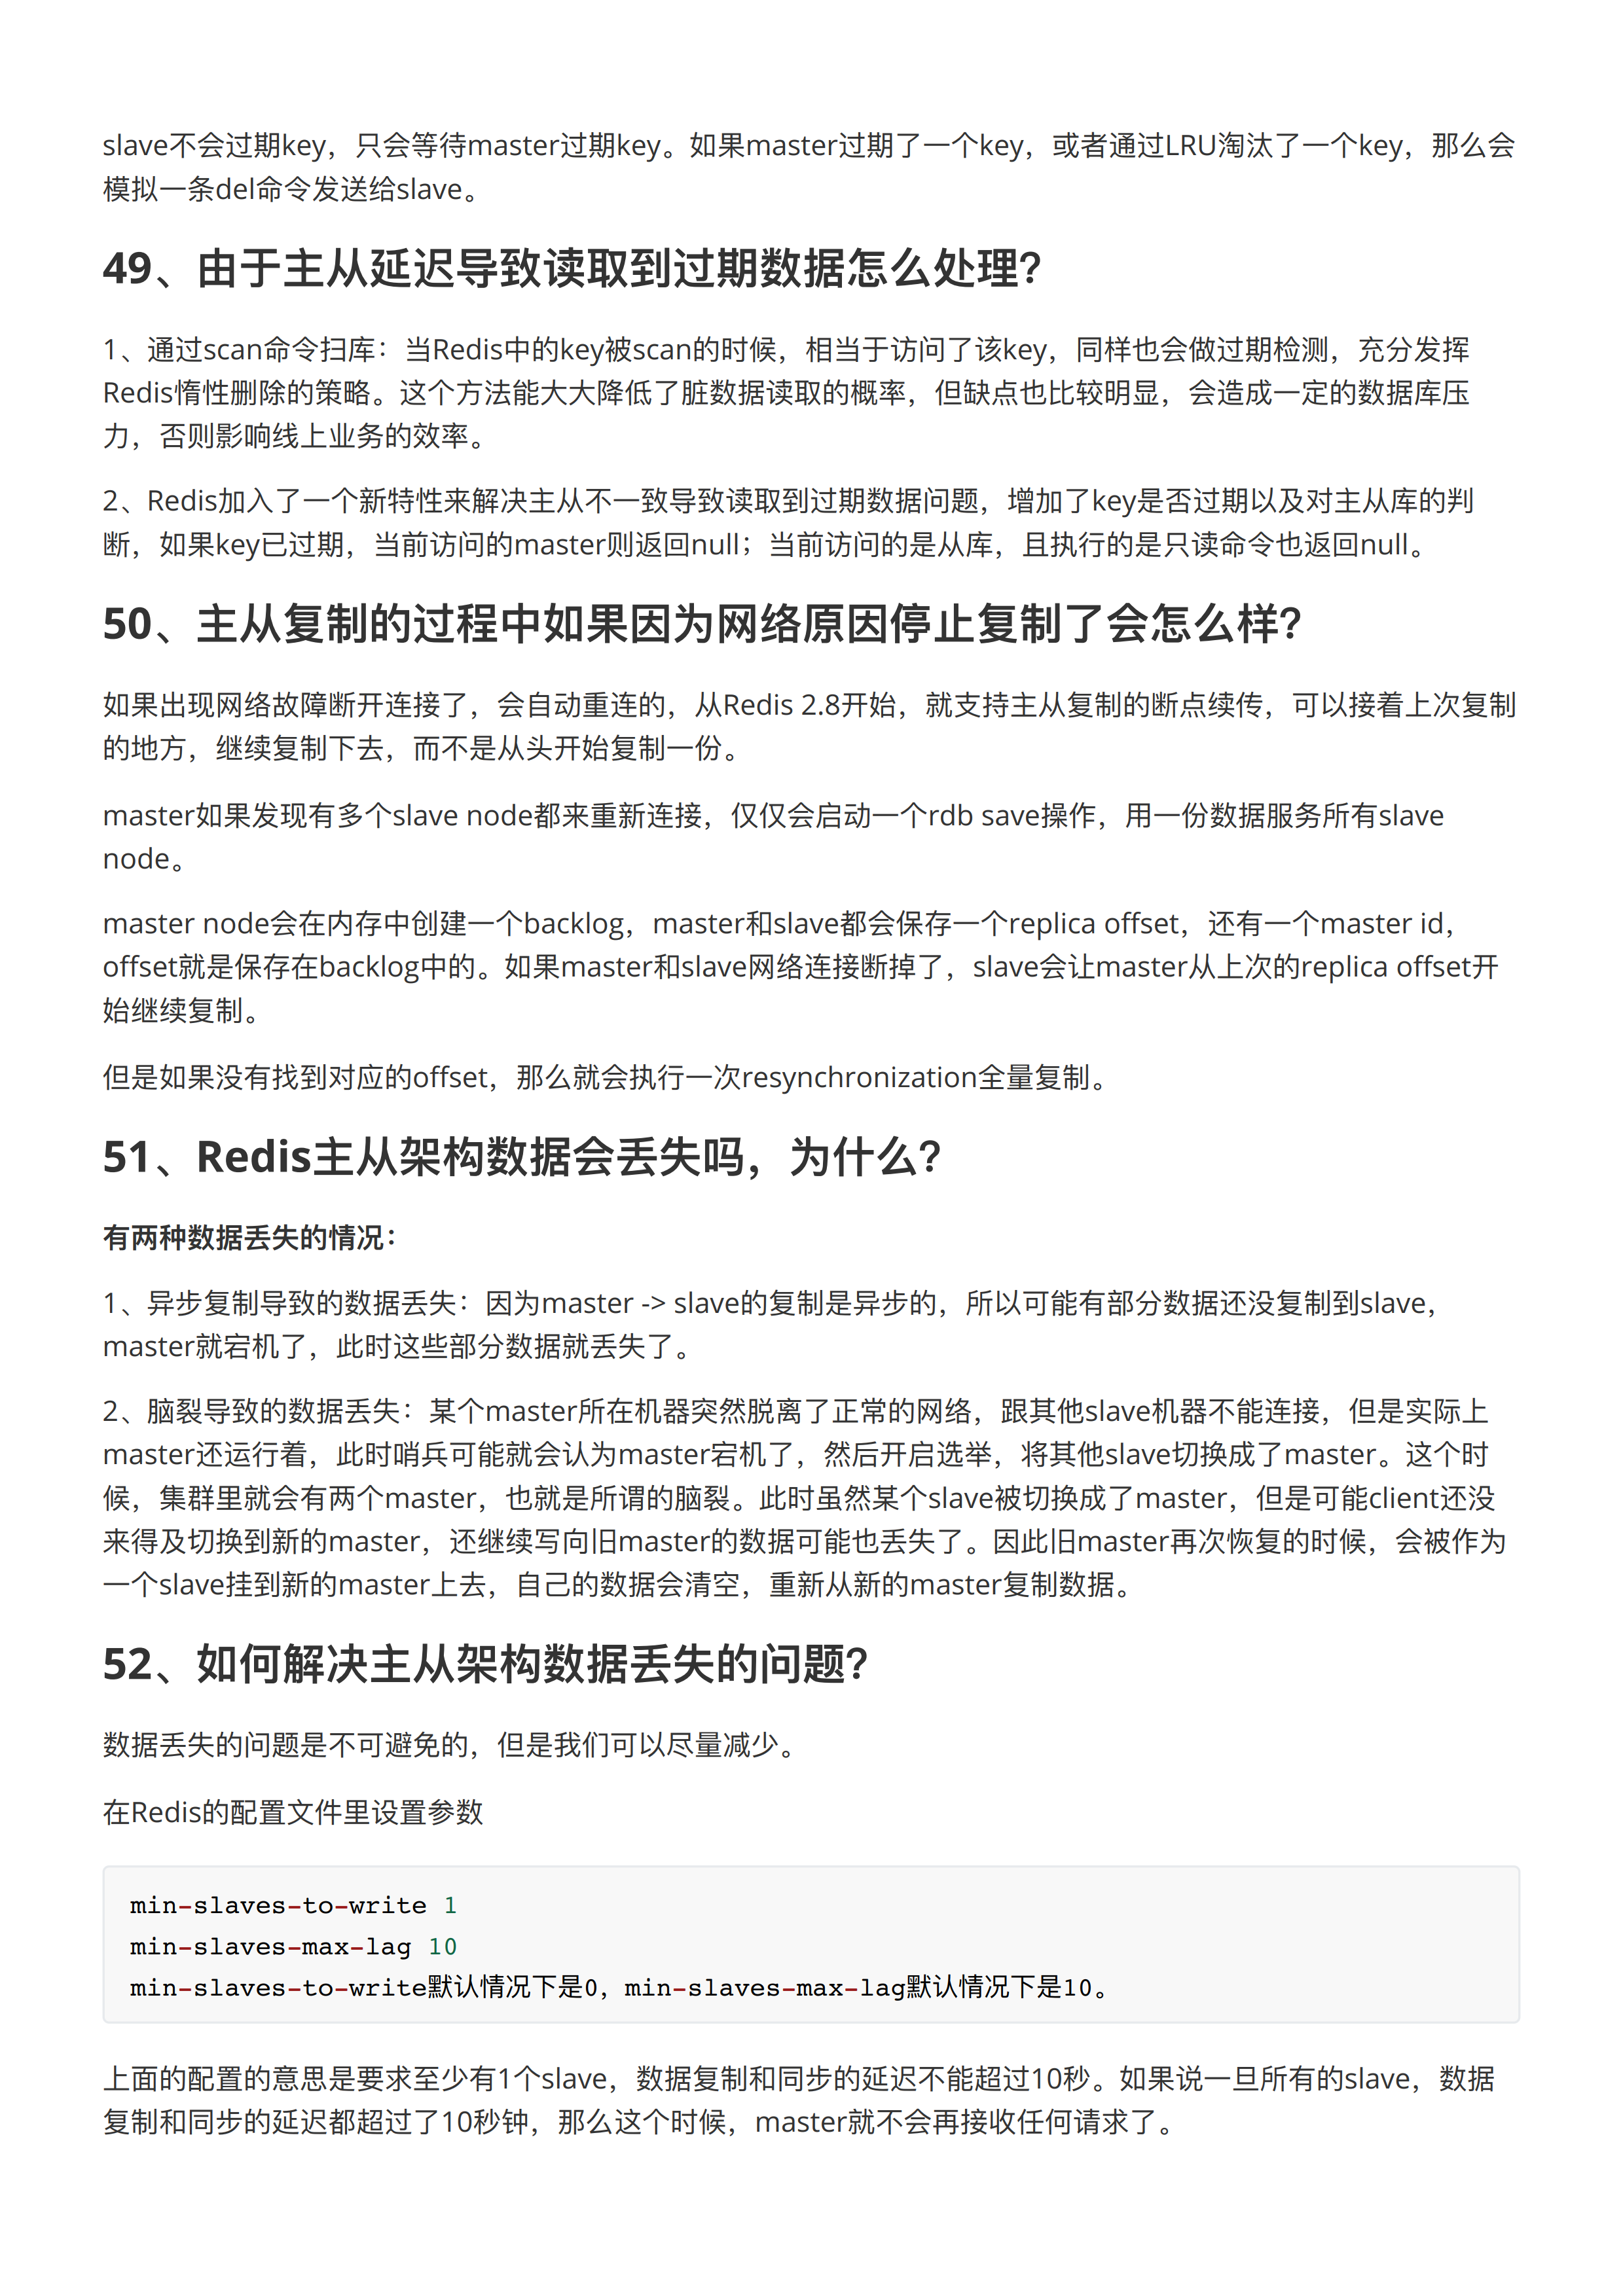 slave不会过期key，只会等待master过期key。如果master过期了一个key，或者通过LRU淘汰了一个key，那么会
模拟一条del命令发送给slave。
49、由于主从延迟导致读取到过期数据怎么处理？
1、通过scan命令扫库：当Redis中的key被scan的时候，相当于访问了该key，同样也会做过期检测，充分发挥
Redis惰性删除的策略。这个方法能大大降低了脏数据读取的概率，但缺点也比较明显，会造成一定的数据库压
力，否则影响线上业务的效率。
2、Redis加入了一个新特性来解决主从不一致导致读取到过期数据问题，增加了key是否过期以及对主从库的判
断，如果key已过期，当前访问的master则返回null；当前访问的是从库，且执行的是只读命令也返回null。
50、主从复制的过程中如果因为网络原因停止复制了会怎么样？
如果出现网络故障断开连接了，会自动重连的，从Redis 2.8开始，就支持主从复制的断点续传，可以接着上次复制
的地方，继续复制下去，而不是从头开始复制一份。
master如果发现有多个slave node都来重新连接，仅仅会启动一个rdb save操作，用一份数据服务所有slave
node。
master node会在内存中创建一个backlog，master和slave都会保存一个replica offset，还有一个master id，
offset就是保存在backlog中的。如果master和slave网络连接断掉了，slave会让master从上次的replica offset开
始继续复制。
但是如果没有找到对应的offset，那么就会执行一次resynchronization全量复制。
51、Redis主从架构数据会丢失吗，为什么？
有两种数据丢失的情况：
1、异步复制导致的数据丢失：因为master -> slave的复制是异步的，所以可能有部分数据还没复制到slave，
master就宕机了，此时这些部分数据就丢失了。
2、脑裂导致的数据丢失：某个master所在机器突然脱离了正常的网络，跟其他slave机器不能连接，但是实际上
master还运行着，此时哨兵可能就会认为master宕机了，然后开启选举，将其他slave切换成了master。这个时
候，集群里就会有两个master，也就是所谓的脑裂。此时虽然某个slave被切换成了master，但是可能client还没
来得及切换到新的master，还继续写向旧master的数据可能也丢失了。因此旧master再次恢复的时候，会被作为
一个slave挂到新的master上去，自己的数据会清空，重新从新的master复制数据。
52、如何解决主从架构数据丢失的问题？
数据丢失的问题是不可避免的，但是我们可以尽量减少。
在Redis的配置文件里设置参数
min-slaves-to-write 1
min-slaves-max-lag 10
min-slaves-to-write默认情况下是0，min-slaves-max-lag默认情况下是10。
上面的配置的意思是要求至少有1个slave，数据复制和同步的延迟不能超过10秒。如果说一旦所有的slave，数据
复制和同步的延迟都超过了10秒钟，那么这个时候，master就不会再接收任何请求了。